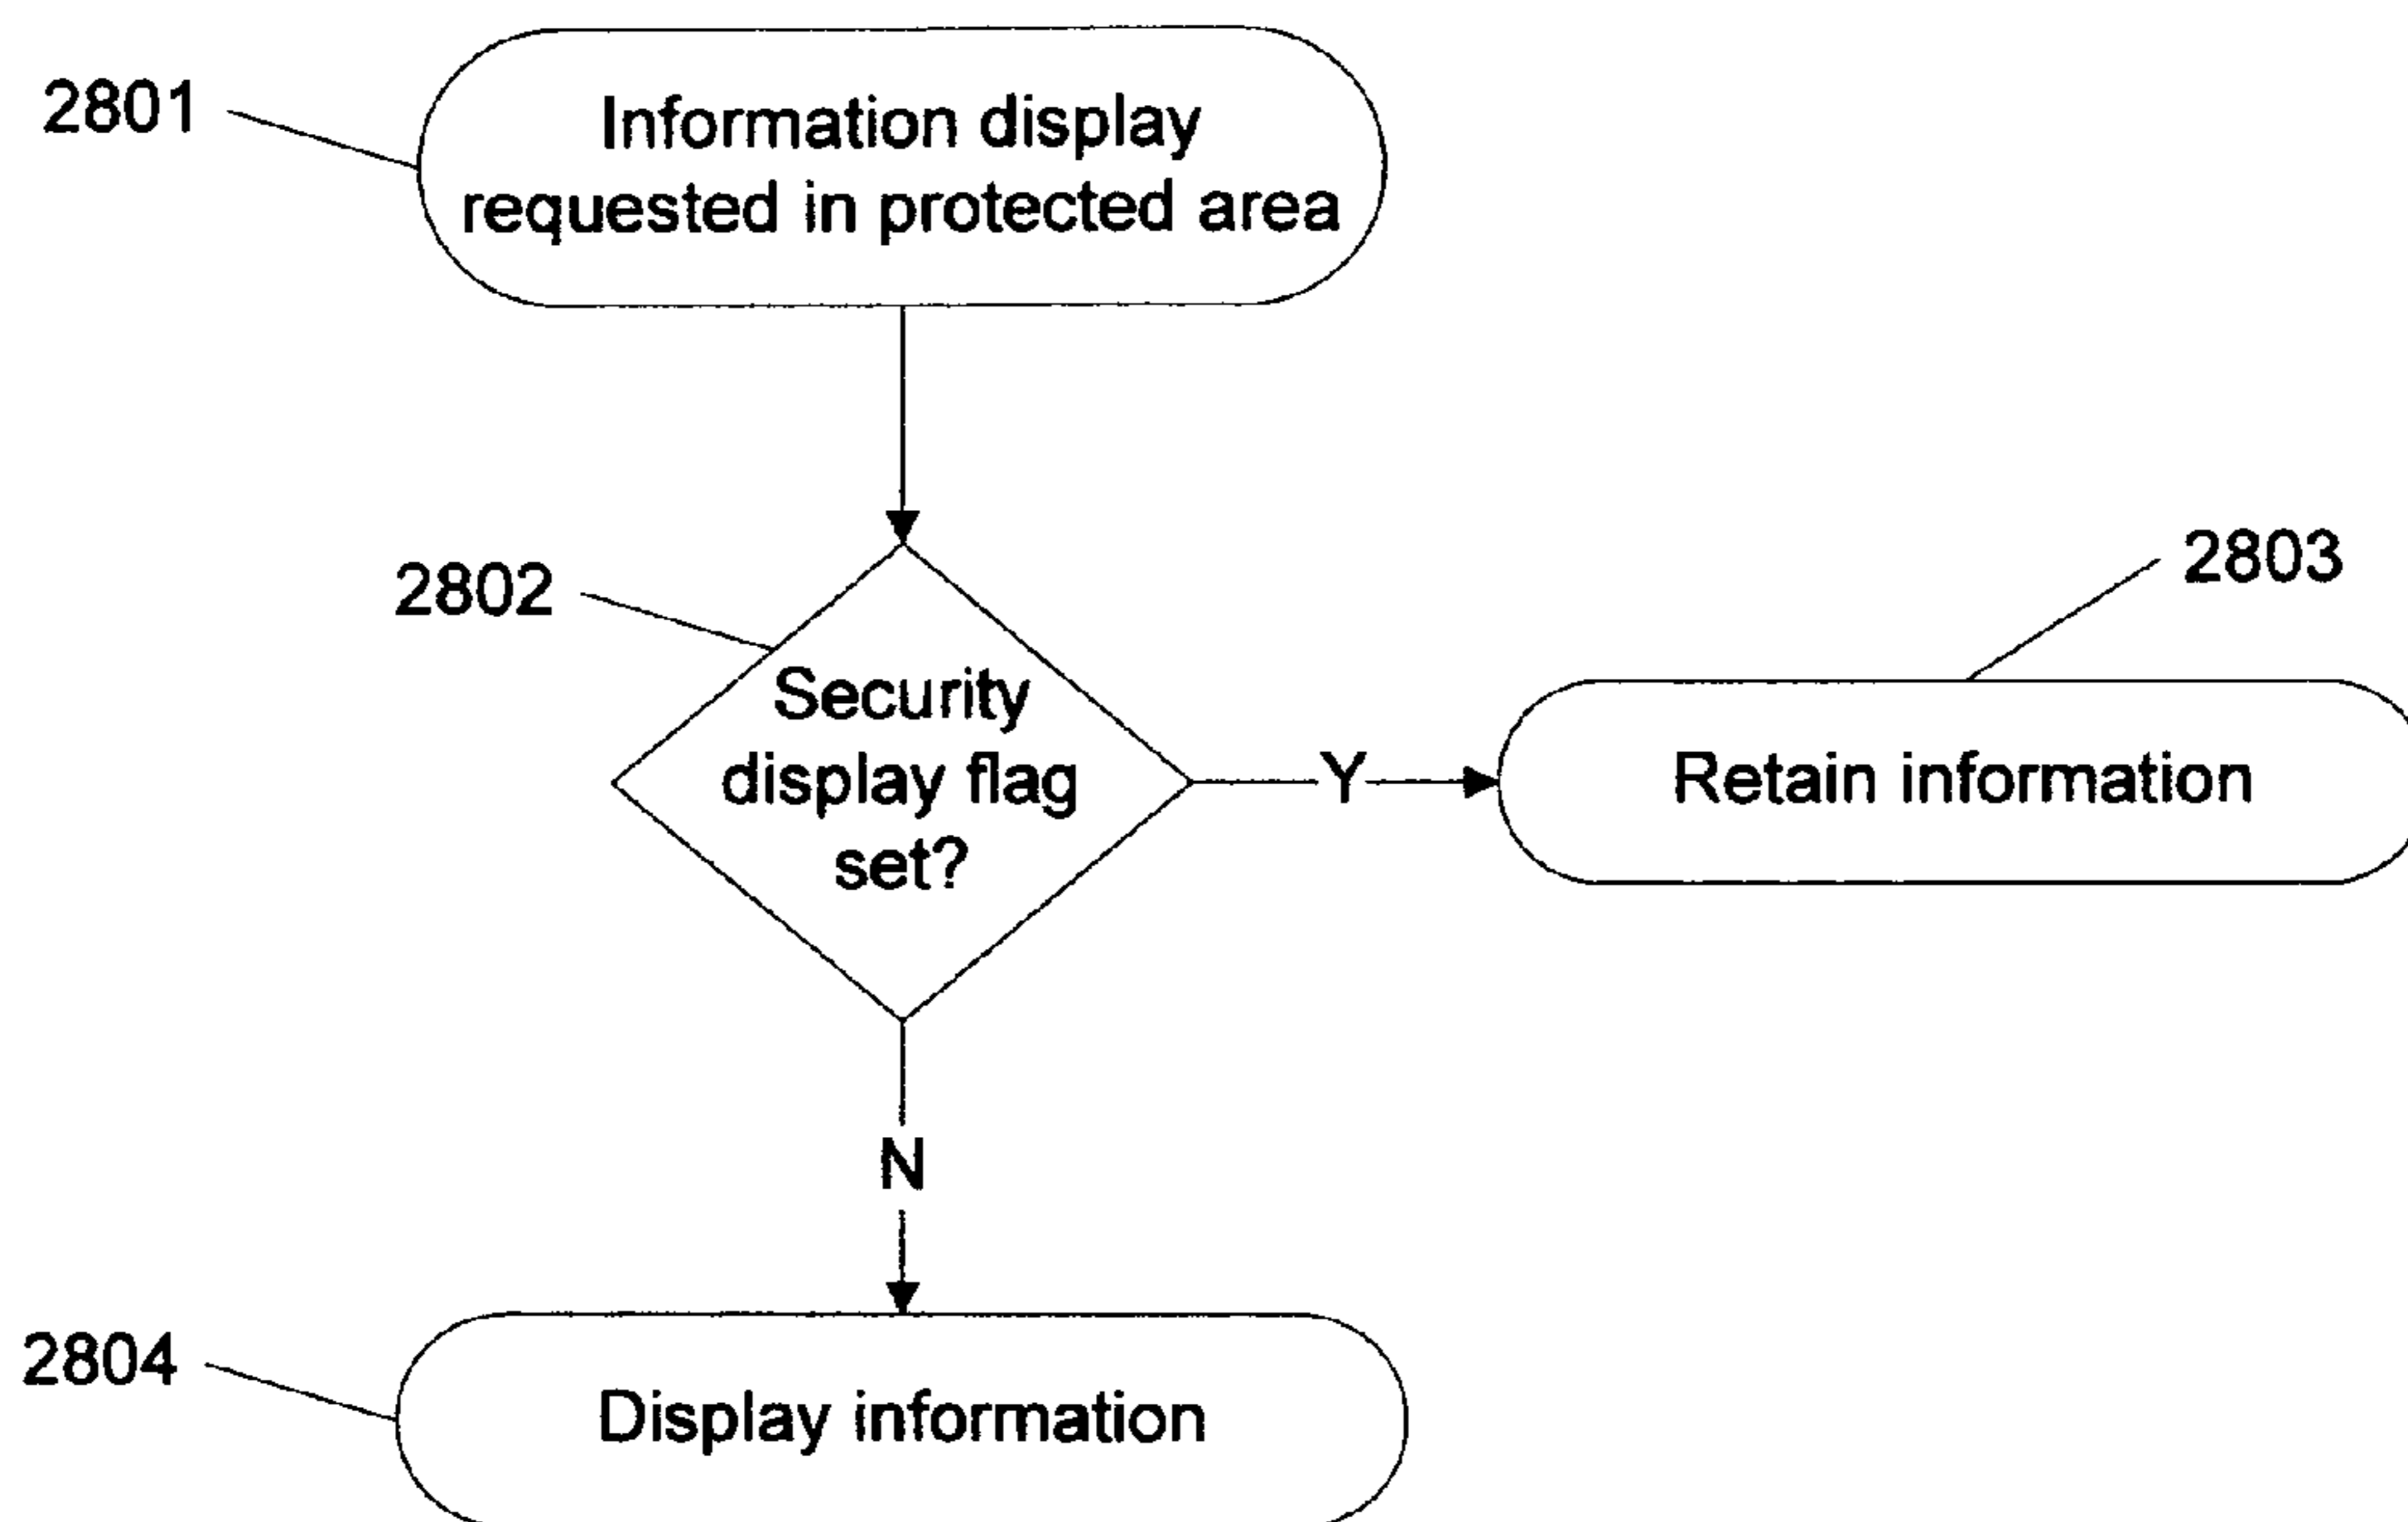 2801
Information display
requested in protected area
2802
Security
display flag
set?
Y
2803
Retain information
N
2804
Display information